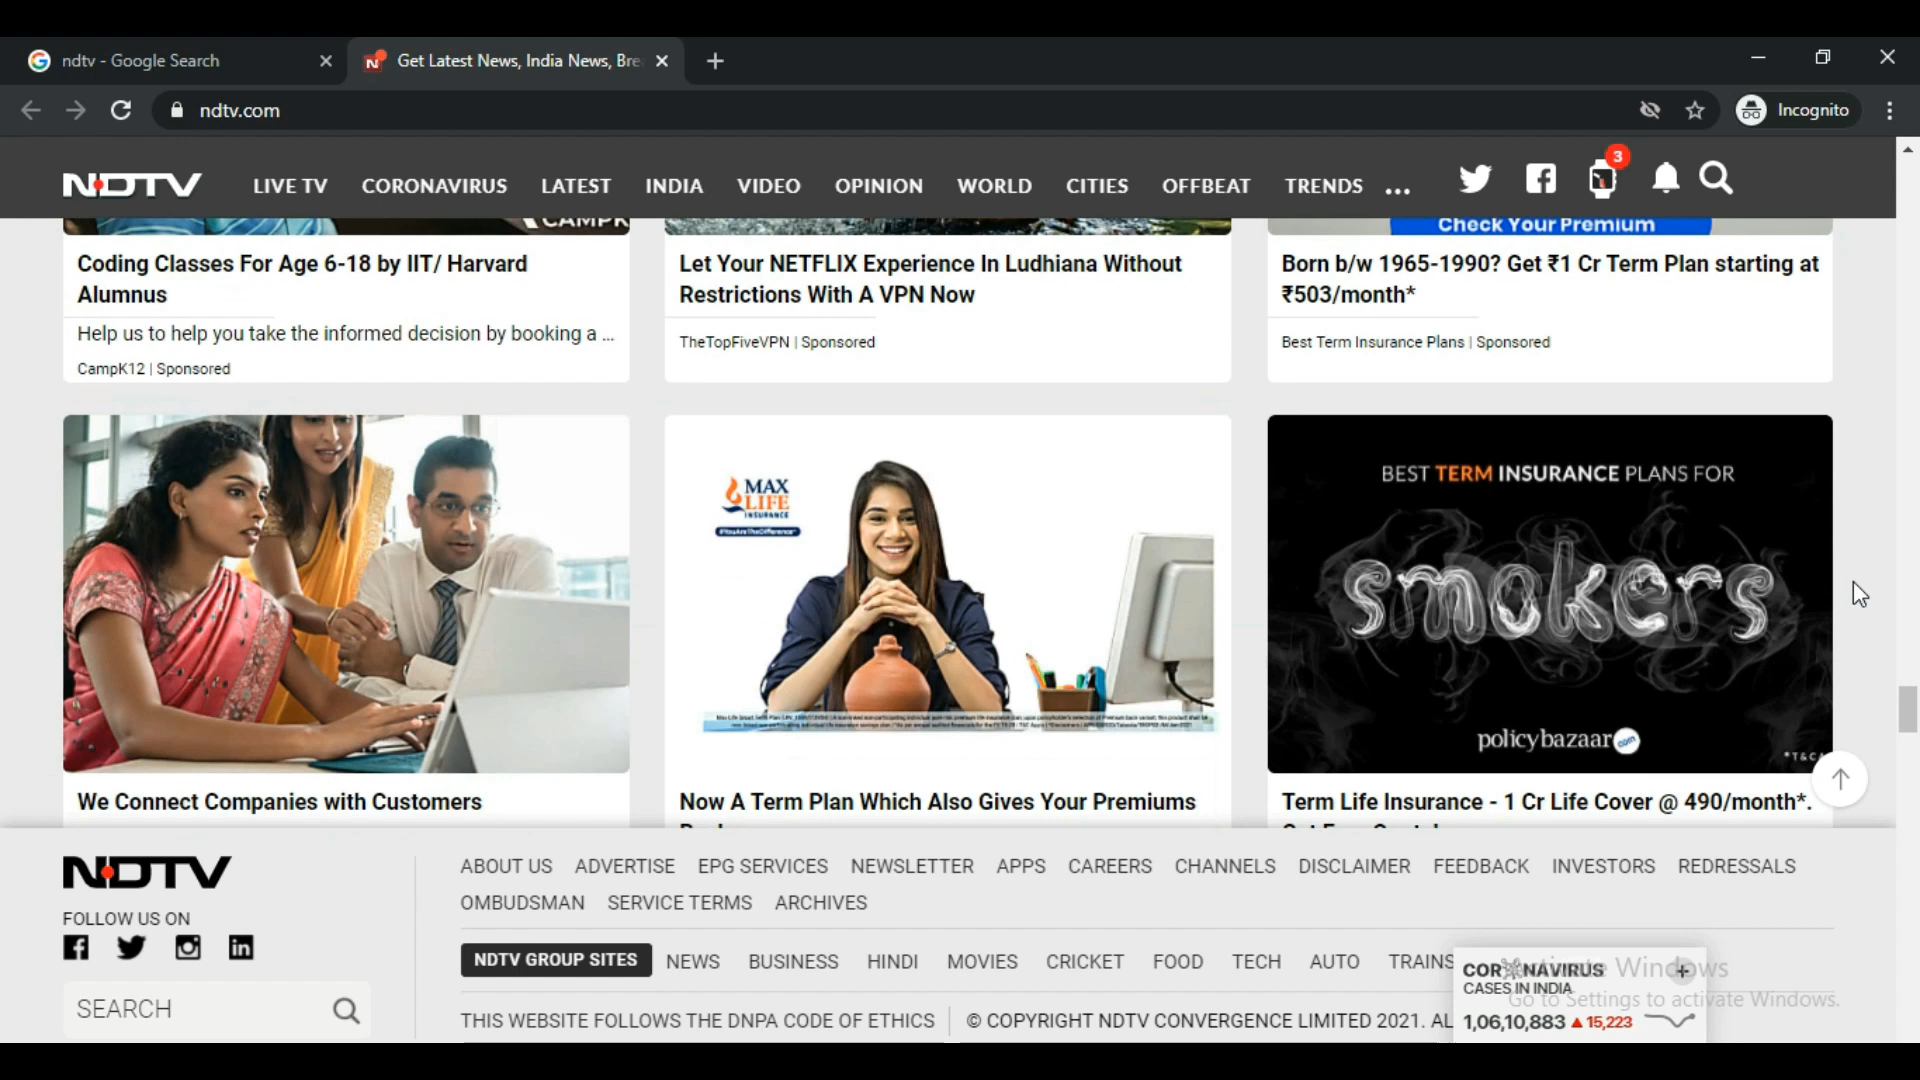 ndtv - Google Search
Get Latest News, India News, Bre
ndtv.com
Incognito
NDTV
LIVE TV CORONAVIRUS LATEST INDIA VIDEO OPINION WORLD CITIES OFFBEAT TRENDS ...
3
Check Your Premium
Coding Classes For Age 6-18 by IIT/ Harvard
Alumnus
Help us to help you take the informed decision by booking a ...
CampK12 | Sponsored
Let Your NETFLIX Experience In Ludhiana Without
Restrictions With A VPN Now
TheTopFiveVPN | Sponsored
Born b/w 1965-1990? Get ₹1 Cr Term Plan starting at
₹503/month*
Best Term Insurance Plans | Sponsored
MAX
LIFE
INSURANCE
#YouAreTheDifference
BEST TERM INSURANCE PLANS FOR
smokers
policybazaar.com
*T&CA
We Connect Companies with Customers
Now A Term Plan Which Also Gives Your Premiums
Term Life Insurance - 1 Cr Life Cover @ 490/month*.
NDTV
FOLLOW US ON
SEARCH
ABOUT US ADVERTISE EPG SERVICES NEWSLETTER APPS CAREERS CHANNELS DISCLAIMER FEEDBACK INVESTORS REDRESSALS
OMBUDSMAN SERVICE TERMS ARCHIVES
NDTV GROUP SITES NEWS BUSINESS HINDI MOVIES CRICKET FOOD TECH AUTO TRAINS
THIS WEBSITE FOLLOWS THE DNPA CODE OF ETHICS © COPYRIGHT NDTV CONVERGENCE LIMITED 2021. AL
CORONAVIRUS
CASES IN INDIA
1,06,10,883 ▲15,223
Activate Windows
Go to Settings to activate Windows.